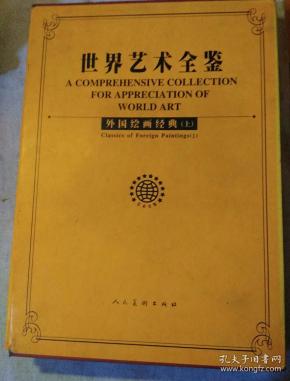 世界艺术全鉴
A COMPREHENSIVE COLLECTION
FOR APPRECIATION OF
WORLD ART
外国绘画经典（上）
Classics of Foreign Paintings(1)
人民美术出版社
孔夫子旧书网